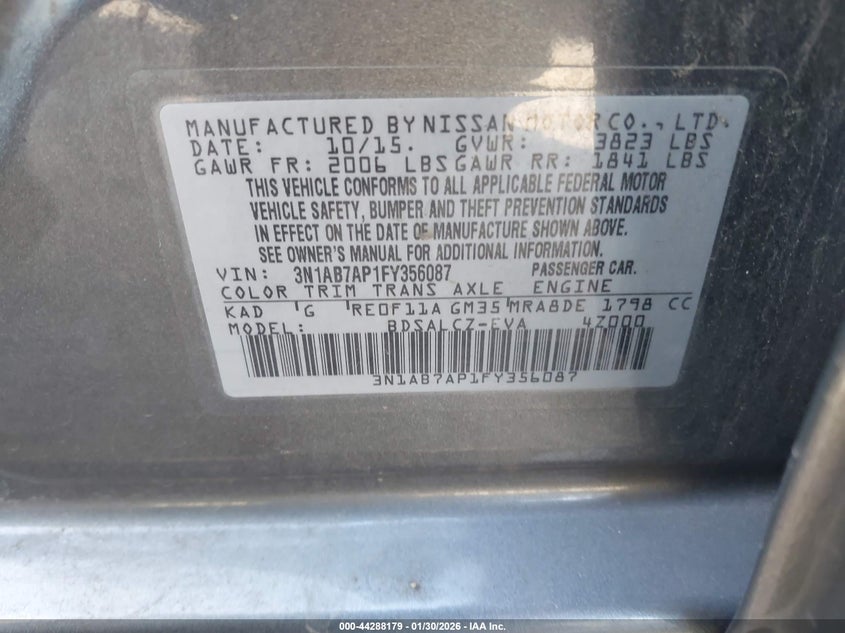 MANUFACTURED BY NISSAN MOTOR CO., LTD.
DATE: 10/15. GVWR: 3823 LBS
GAWR FR: 2006 LBS GAWR RR: 1841 LBS
THIS VEHICLE CONFORMS TO ALL APPLICABLE FEDERAL MOTOR
VEHICLE SAFETY, BUMPER AND THEFT PREVENTION STANDARDS
IN EFFECT ON THE DATE OF MANUFACTURE SHOWN ABOVE.
SEE OWNER'S MANUAL FOR ADDITIONAL INFORMATION.
VIN: 3N1AB7AP1FY356087 PASSENGER CAR.
COLOR TRIM TRANS AXLE ENGINE
KAD G RE0F11A GM35 MRA8DE 1798 CC
MODEL: BDSALCZ-EVA 4Z000
3N1AB7AP1FY356087
000-44288179 - 01/30/2026 - IAA Inc.